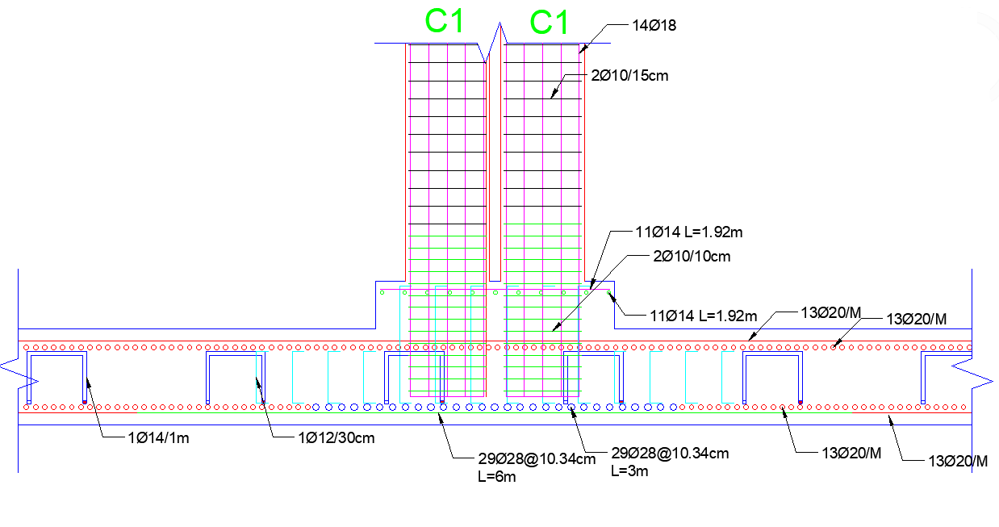 C1
C1
14Ø18
2Ø10/15cm
11Ø14 L=1.92m
2Ø10/10cm
11Ø14 L=1.92m
13Ø20/M
13Ø20/M
1Ø14/1m
1Ø12/30cm
29Ø28@10.34cm
L=6m
29Ø28@10.34cm
L=3m
13Ø20/M
13Ø20/M